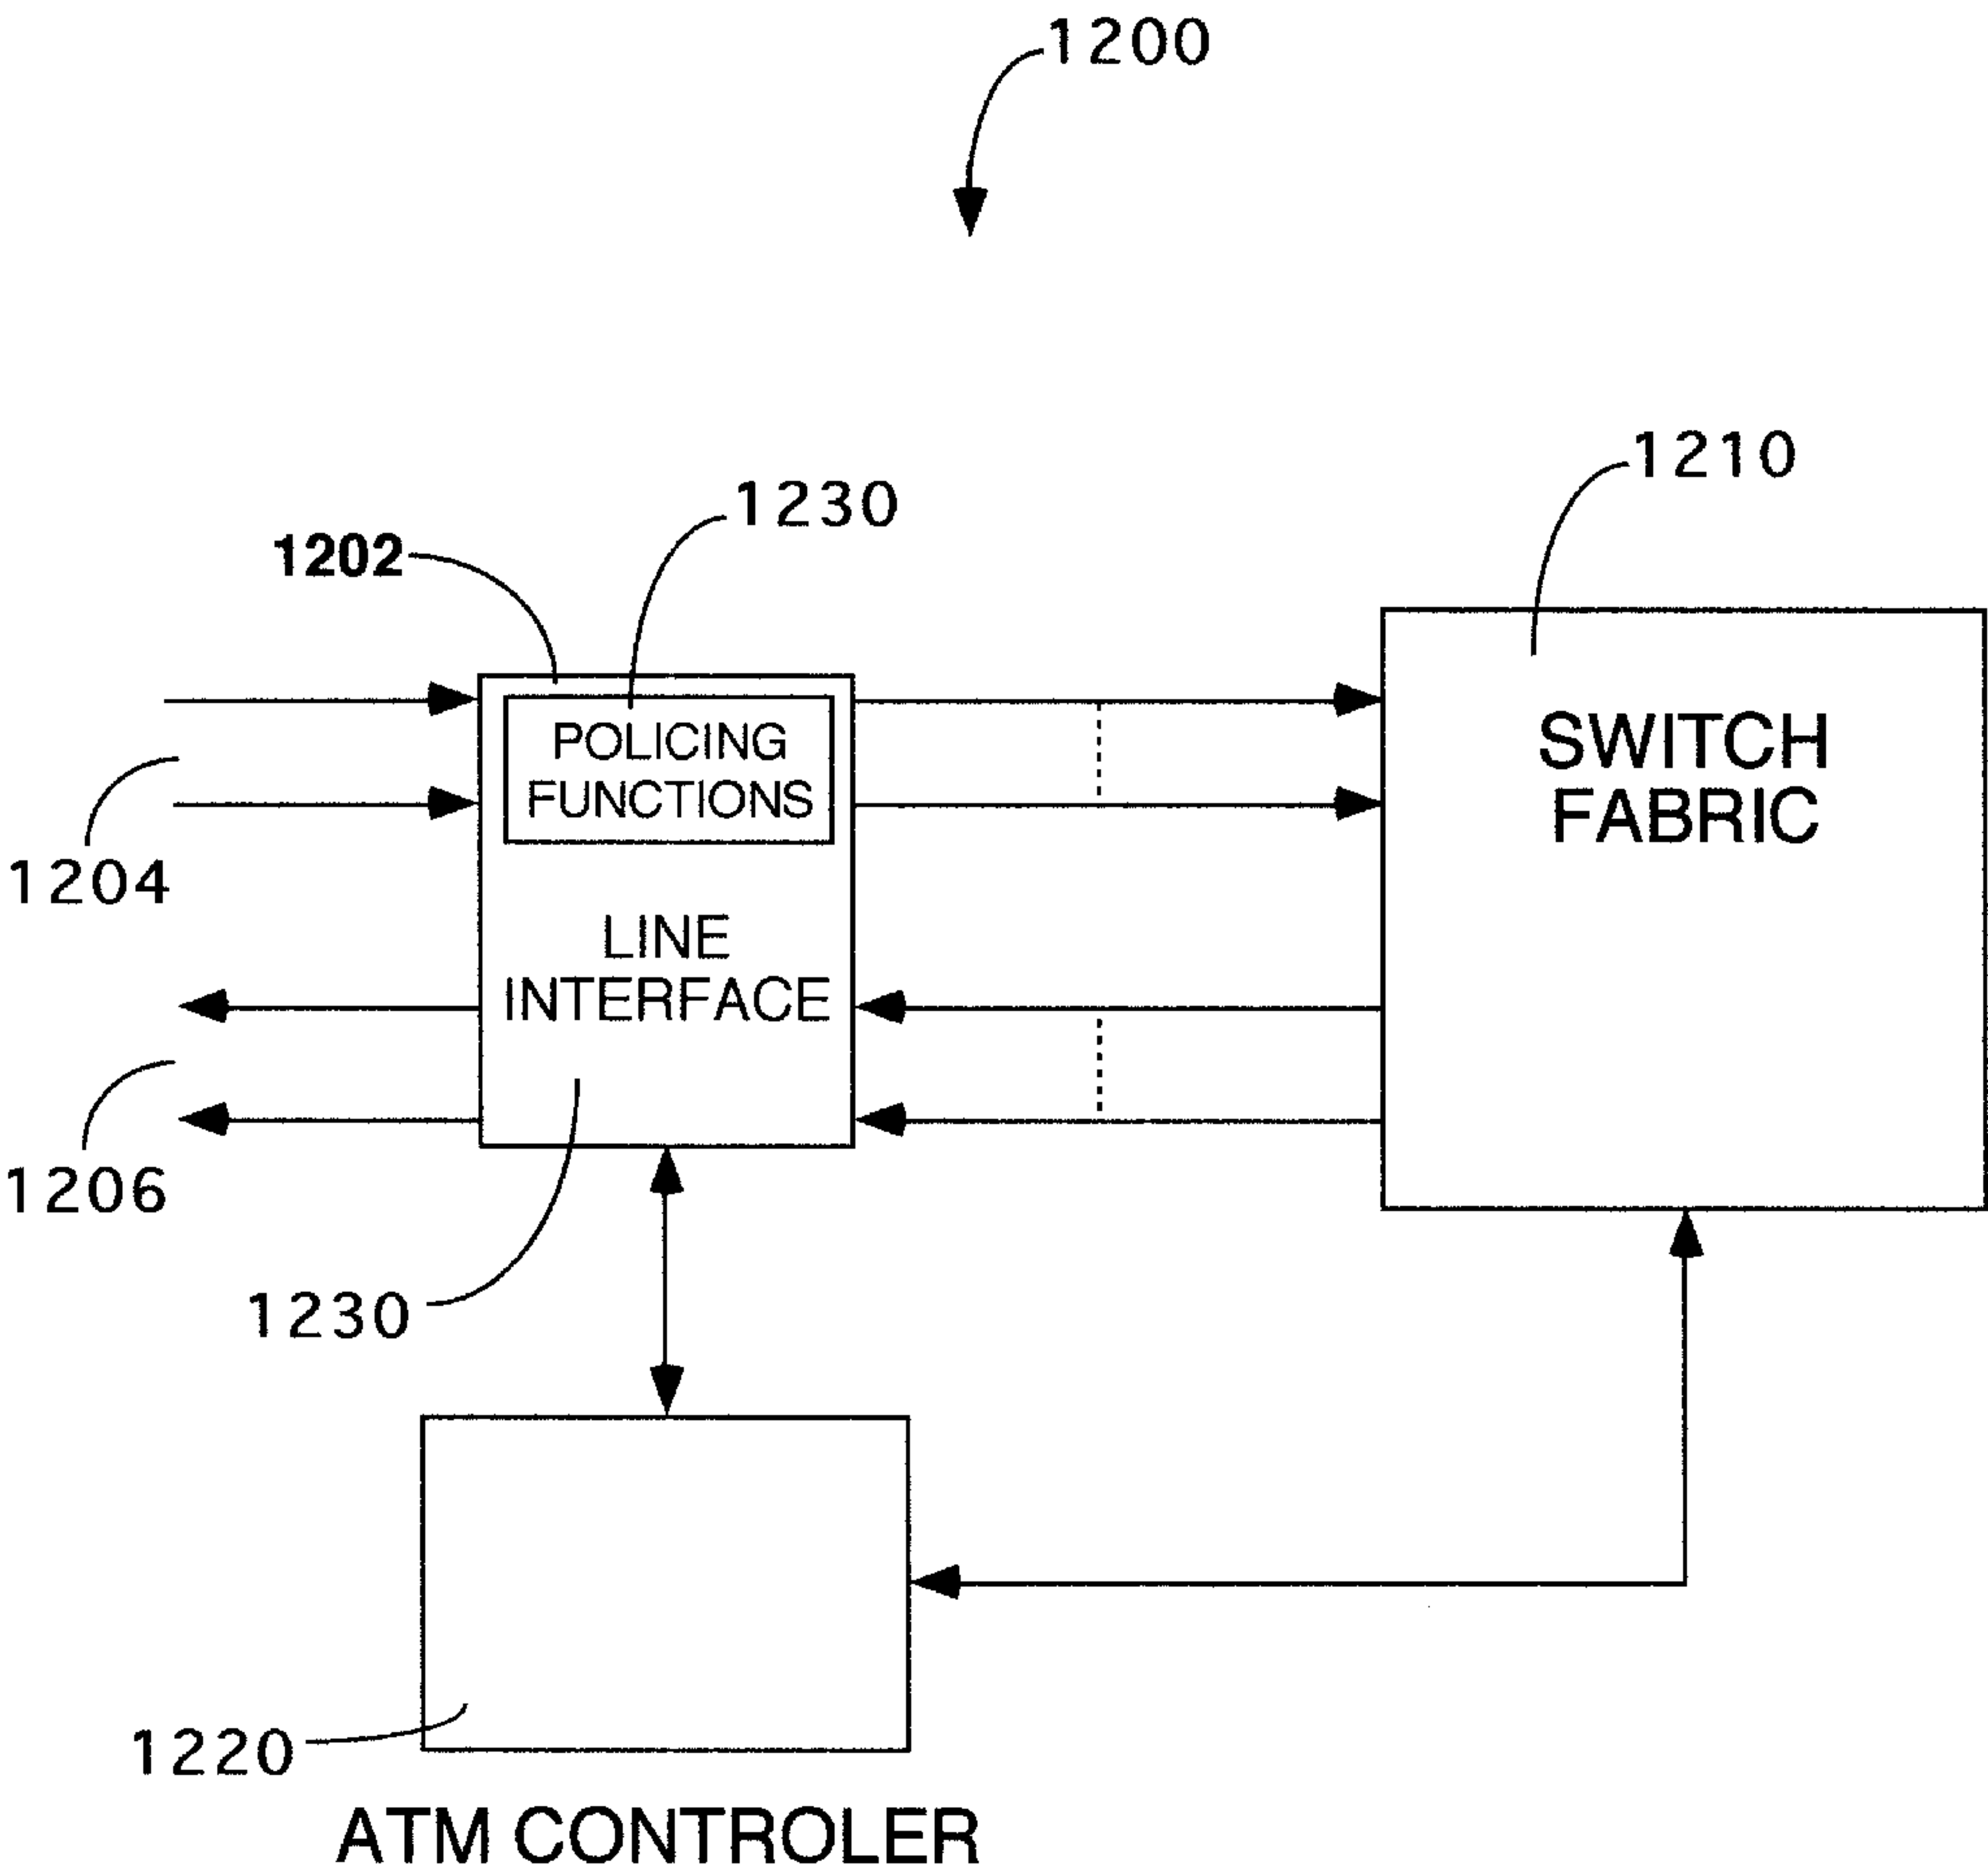 1200
1210
1230
1202
POLICING
FUNCTIONS
SWITCH
FABRIC
1204
LINE
INTERFACE
1206
1230
1220
ATM CONTROLER